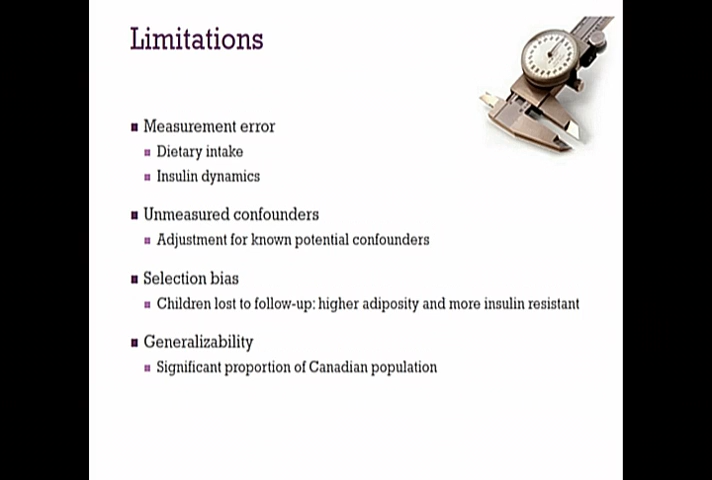 Limitations
Measurement error
Dietary intake
Insulin dynamics
Unmeasured confounders
Adjustment for known potential confounders
Selection bias
Children lost to follow-up: higher adiposity and more insulin resistant
Generalizability
Significant proportion of Canadian population